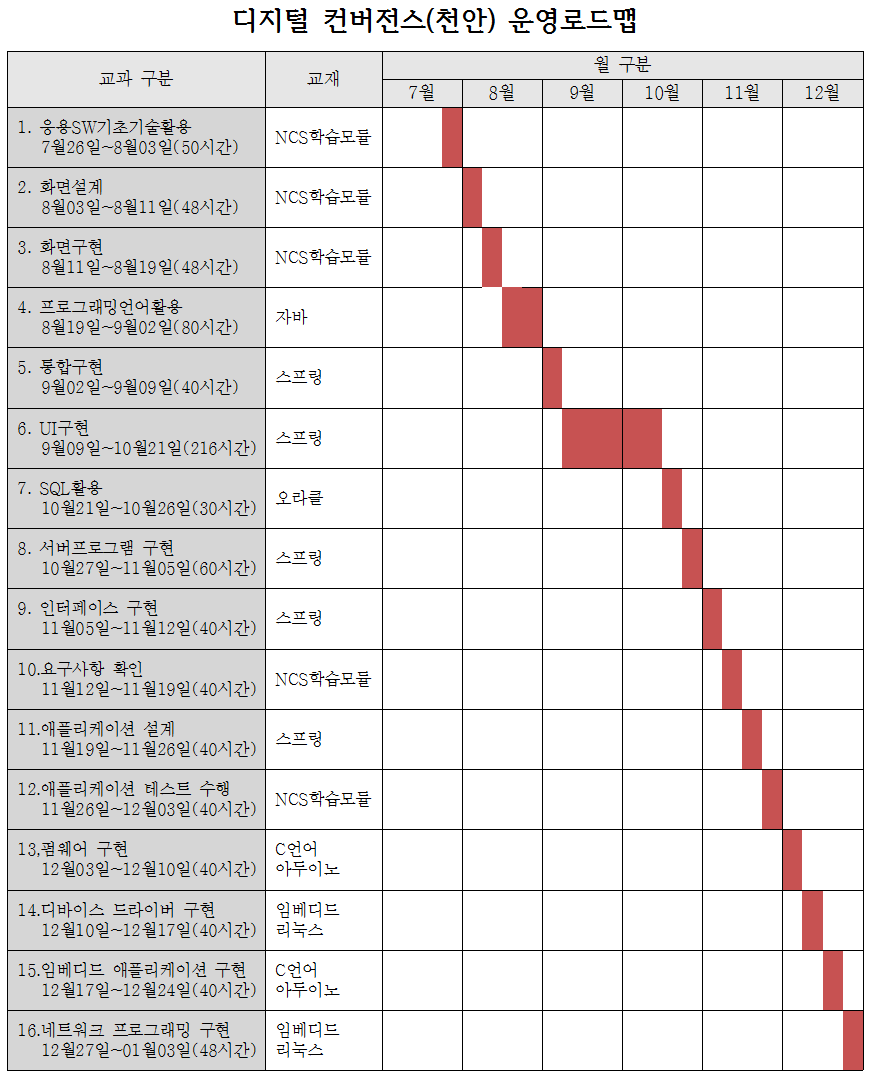 디지털 컨버전스(천안) 운영로드맵
교과 구분
교재
월 구분
7월
8월
9월
10월
11월
12월
1. 응용SW기초기술활용
7월26일~8월03일(50시간)
NCS학습모듈
2. 화면설계
8월03일~8월11일(48시간)
NCS학습모듈
3. 화면구현
8월11일~8월19일(48시간)
NCS학습모듈
4. 프로그래밍언어활용
8월19일~9월02일(80시간)
자바
5. 통합구현
9월02일~9월09일(40시간)
스프링
6. UI구현
9월09일~10월21일(216시간)
스프링
7. SQL활용
10월21일~10월26일(30시간)
오라클
8. 서버프로그램 구현
10월27일~11월05일(60시간)
스프링
9. 인터페이스 구현
11월05일~11월12일(40시간)
스프링
10.요구사항 확인
11월12일~11월19일(40시간)
NCS학습모듈
11.애플리케이션 설계
11월19일~11월26일(40시간)
스프링
12.애플리케이션 테스트 수행
11월26일~12월03일(40시간)
NCS학습모듈
13,펌웨어 구현
12월03일~12월10일(40시간)
C언어
아두이노
14.디바이스 드라이버 구현
12월10일~12월17일(40시간)
임베디드
리눅스
15.임베디드 애플리케이션 구현
12월17일~12월24일(40시간)
C언어
아두이노
16.네트워크 프로그래밍 구현
12월27일~01월03일(48시간)
임베디드
리눅스